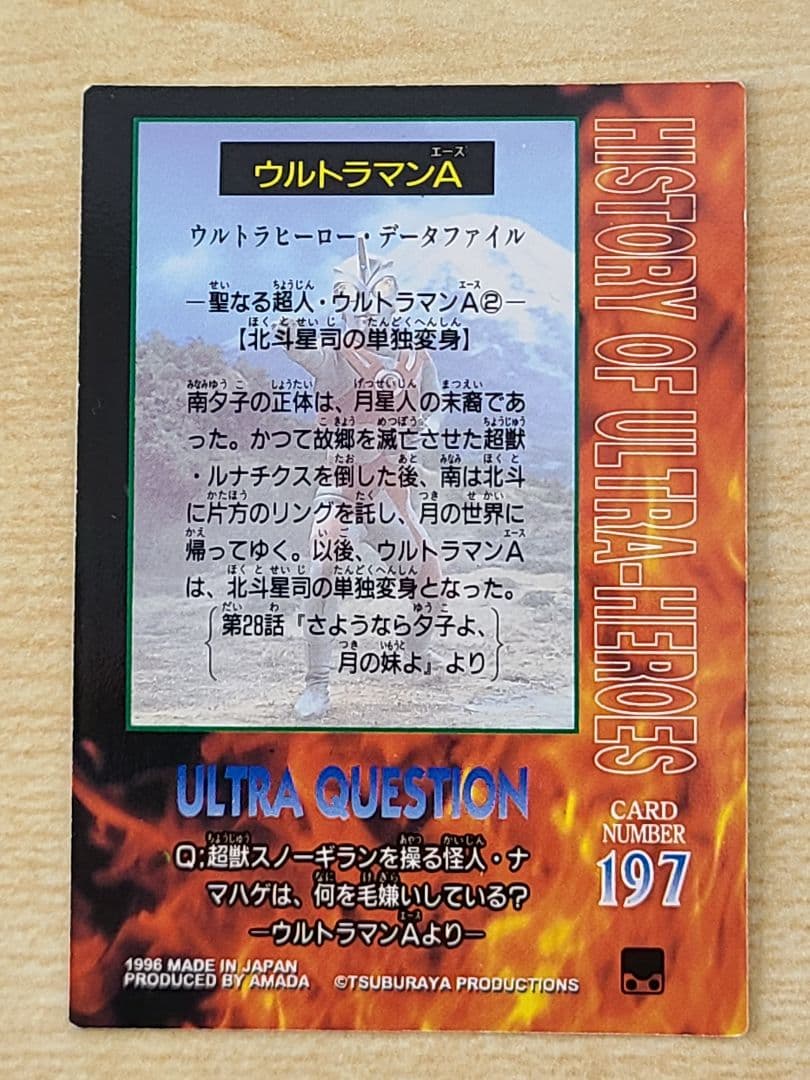 ウルトラマンA
エース
ウルトラヒーロー・データファイル
―聖なる超人・ウルトラマンA②―
せい ちょうじん エース
【北斗星司の単独変身】
ほくとせいじ たんどくへんしん
南夕子の正体は、月星人の末裔であ
みなみゆうこ しょうたい げっせいじん まつえい
った。かつて故郷を滅亡させた超獣
こきょう めつぼう ちょうじゅう
・ルナチクスを倒した後、南は北斗
たお あと みなみ ほくと
に片方のリングを託し、月の世界に
かたほう たく つき せかい
帰ってゆく。以後、ウルトラマンA
かえ いご エース
は、北斗星司の単独変身となった。
ほくとせいじ たんどくへんしん
第28話『さようなら夕子よ、
だい わ ゆうこ
月の妹よ』より
つき いもうと
HISTORY OF ULTRA-HEROES
ULTRA QUESTION
Q;超獣スノーギランを操る怪人・ナ
ちょうじゅう あやつ かいじん
マハゲは、何を毛嫌いしている?
なに けぎら
―ウルトラマンAより―
エース
CARD
NUMBER
197
1996 MADE IN JAPAN
PRODUCED BY AMADA ©TSUBURAYA PRODUCTIONS